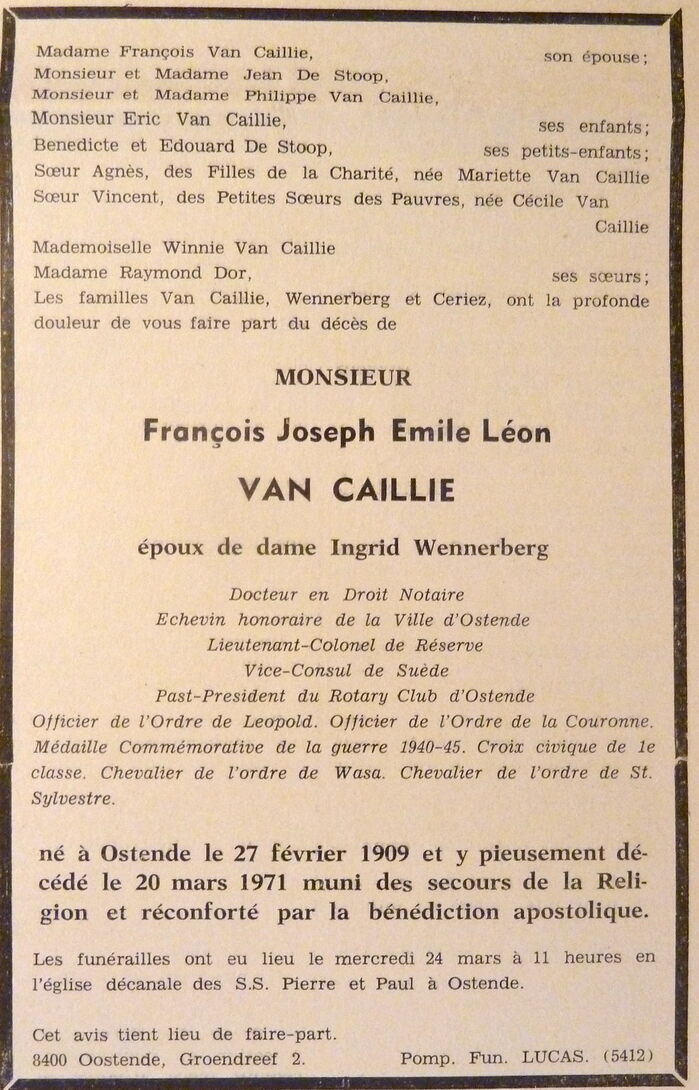 Madame François Van Caillie, son épouse;
Monsieur et Madame Jean De Stoop,
Monsieur et Madame Philippe Van Caillie,
Monsieur Eric Van Caillie, ses enfants;
Benedicte et Edouard De Stoop, ses petits-enfants;
Sœur Agnès, des Filles de la Charité, née Mariette Van Caillie
Sœur Vincent, des Petites Sœurs des Pauvres, née Cécile Van
Caillie
Mademoiselle Winnie Van Caillie
Madame Raymond Dor, ses sœurs;
Les familles Van Caillie, Wennerberg et Ceriez, ont la profonde
douleur de vous faire part du décès de
MONSIEUR
François Joseph Emile Léon
VAN CAILLIE
époux de dame Ingrid Wennerberg
Docteur en Droit Notaire
Echevin honoraire de la Ville d'Ostende
Lieutenant-Colonel de Réserve
Vice-Consul de Suède
Past-President du Rotary Club d'Ostende
Officier de l'Ordre de Leopold. Officier de l'Ordre de la Couronne.
Médaille Commémorative de la guerre 1940-45. Croix civique de 1e
classe. Chevalier de l'ordre de Wasa. Chevalier de l'ordre de St.
Sylvestre.
né à Ostende le 27 février 1909 et y pieusement dé-
cédé le 20 mars 1971 muni des secours de la Reli-
gion et réconforté par la bénédiction apostolique.
Les funérailles ont eu lieu le mercredi 24 mars à 11 heures en
l'église décanale des S.S. Pierre et Paul à Ostende.
Cet avis tient lieu de faire-part.
8400 Oostende, Groendreef 2. Pomp. Fun. LUCAS. (5412)